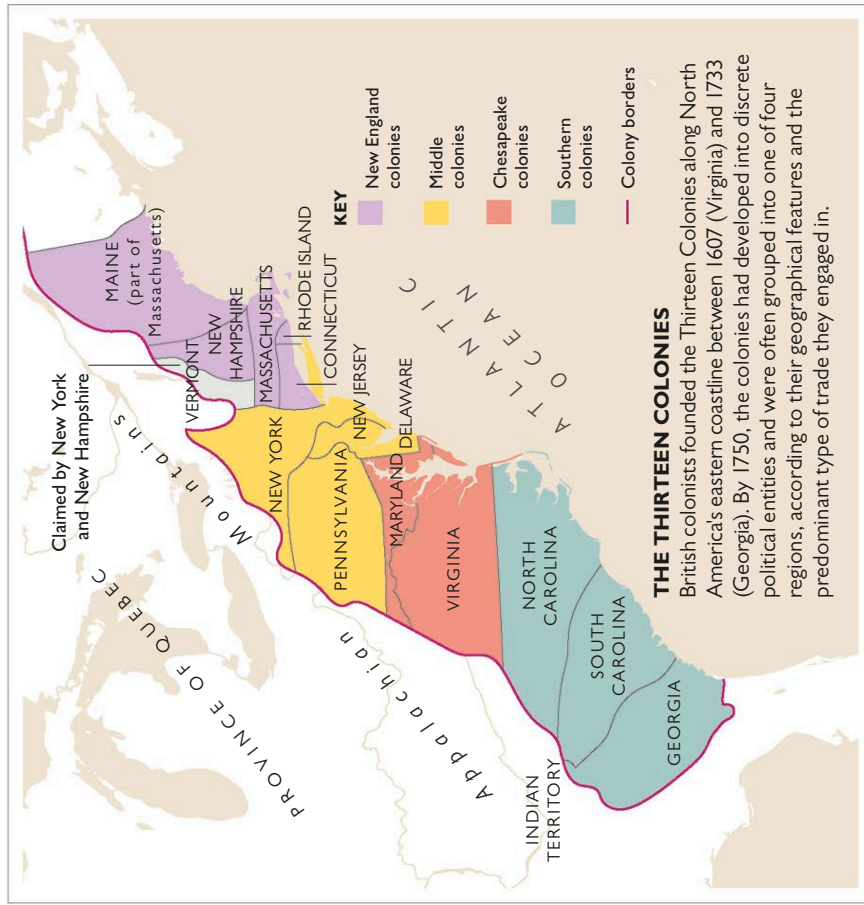 Claimed by New York
and New Hampshire
MAINE
(part of
Massachusetts)
VERMONT
NEW
HAMPSHIRE
MASSACHUSETTS
RHODE ISLAND
CONNECTICUT
NEW YORK
NEW JERSEY
PENNSYLVANIA
DELAWARE
MARYLAND
VIRGINIA
NORTH
CAROLINA
SOUTH
CAROLINA
GEORGIA
INDIAN
TERRITORY
PROVINCE OF QUEBEC
Appalachian Mountains
ATLANTIC
OCEAN
KEY
New England
colonies
Middle
colonies
Chesapeake
colonies
Southern
colonies
Colony borders
THE THIRTEEN COLONIES
British colonists founded the Thirteen Colonies along North
America's eastern coastline between 1607 (Virginia) and 1733
(Georgia). By 1750, the colonies had developed into discrete
political entities and were often grouped into one of four
regions, according to their geographical features and the
predominant type of trade they engaged in.